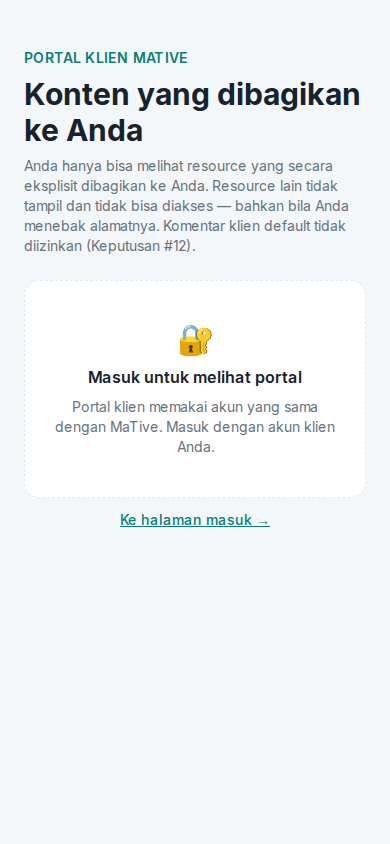 PORTAL KLIEN MATIVE
Konten yang dibagikan
ke Anda
Anda hanya bisa melihat resource yang secara
eksplisit dibagikan ke Anda. Resource lain tidak
tampil dan tidak bisa diakses — bahkan bila Anda
menebak alamatnya. Komentar klien default tidak
diizinkan (Keputusan #12).
Masuk untuk melihat portal
Portal klien memakai akun yang sama
dengan MaTive. Masuk dengan akun klien
Anda.
Ke halaman masuk →